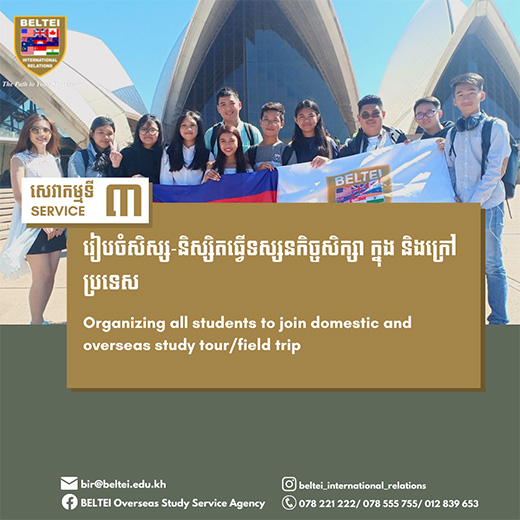 BELTEI
INTERNATIONAL
RELATIONS
សេវាកម្មទី ៣
SERVICE
BELTEI
រៀបចំសិស្ស-និស្សិតធ្វើទស្សនកិច្ចសិក្សា ក្នុង និងក្រៅ
ប្រទេស
Organizing all students to join domestic and
overseas study tour/field trip
bir@beltei.edu.kh
BELTEI Overseas Study Service Agency
beltei_international_relations
078 221 222/ 078 555 755/ 012 839 653